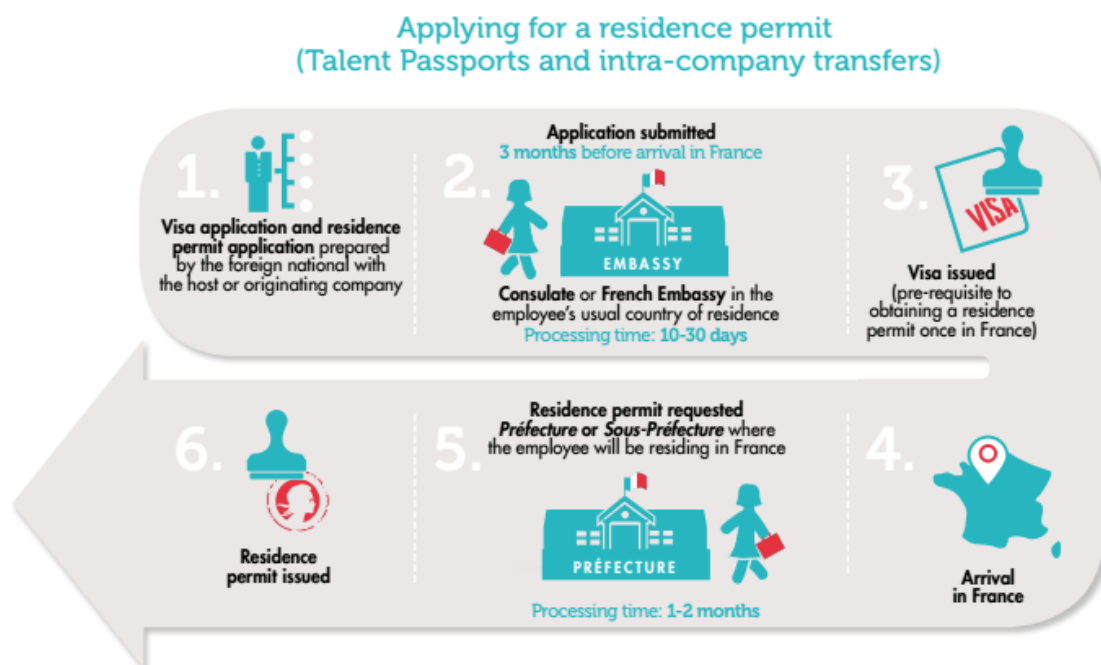 Applying for a residence permit
(Talent Passports and intra-company transfers)
1.
Visa application and residence
permit application prepared
by the foreign national with
the host or originating company
2.
Application submitted
3 months before arrival in France
EMBASSY
Consulate or French Embassy in the
employee's usual country of residence
Processing time: 10-30 days
3.
VISA
Visa issued
(pre-requisite to
obtaining a residence
permit once in France)
4.
Arrival
in France
5.
Residence permit requested
Préfecture or Sous-Préfecture where
the employee will be residing in France
PRÉFECTURE
Processing time: 1-2 months
6.
Residence
permit issued